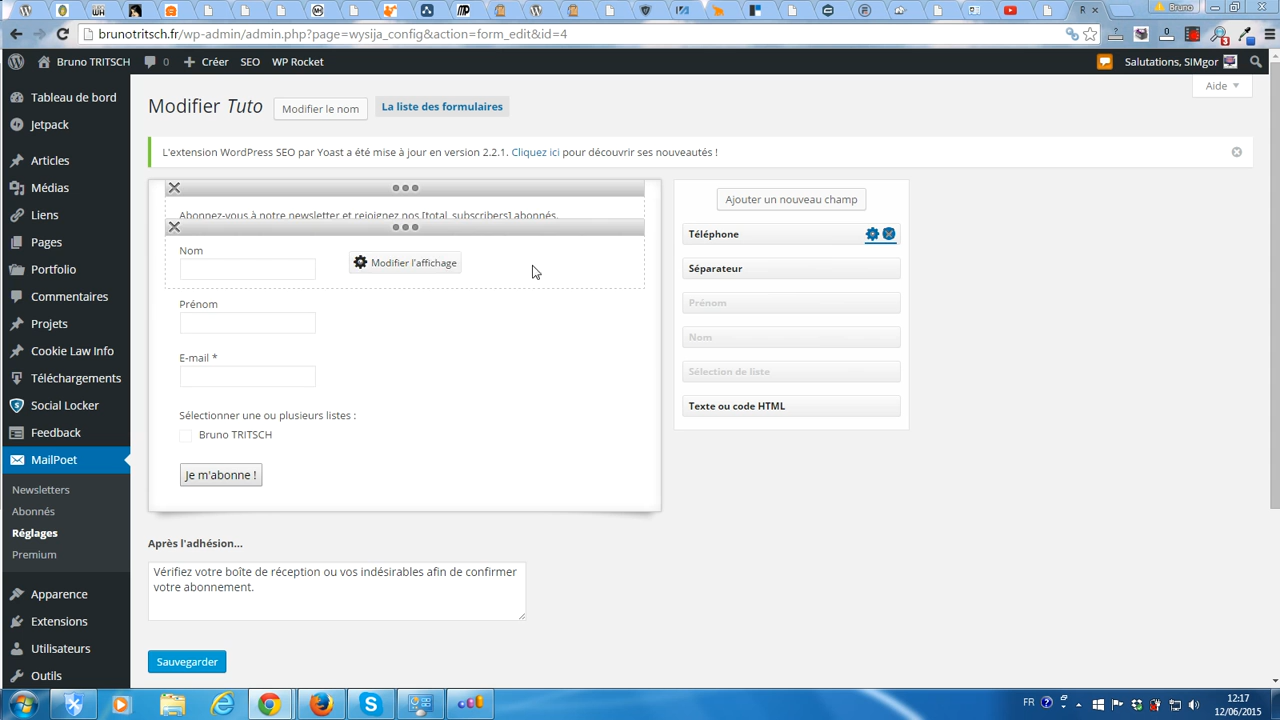 Bruno
brunotritsch.fr/wp-admin/admin.php?page=wysija_config&action=form_edit&id=4
Bruno TRITSCH 0 Créer SEO WP Rocket Salutations, SIMgor
Aide
Tableau de bord
Jetpack
Articles
Médias
Liens
Pages
Portfolio
Commentaires
Projets
Cookie Law Info
Téléchargements
Social Locker
Feedback
MailPoet
Newsletters
Abonnés
Réglages
Premium
Apparence
Extensions
Utilisateurs
Outils
Modifier Tuto Modifier le nom La liste des formulaires
L'extension WordPress SEO par Yoast a été mise à jour en version 2.2.1. Cliquez ici pour découvrir ses nouveautés !
Abonnez-vous à notre newsletter et rejoignez nos [total_subscribers] abonnés.
Nom
Modifier l'affichage
Prénom
E-mail *
Sélectionner une ou plusieurs listes :
Bruno TRITSCH
Je m'abonne !
Ajouter un nouveau champ
Téléphone
Séparateur
Prénom
Nom
Sélection de liste
Texte ou code HTML
Après l'adhésion...
Vérifiez votre boîte de réception ou vos indésirables afin de confirmer
votre abonnement.
Sauvegarder
FR
12:17
12/06/2015